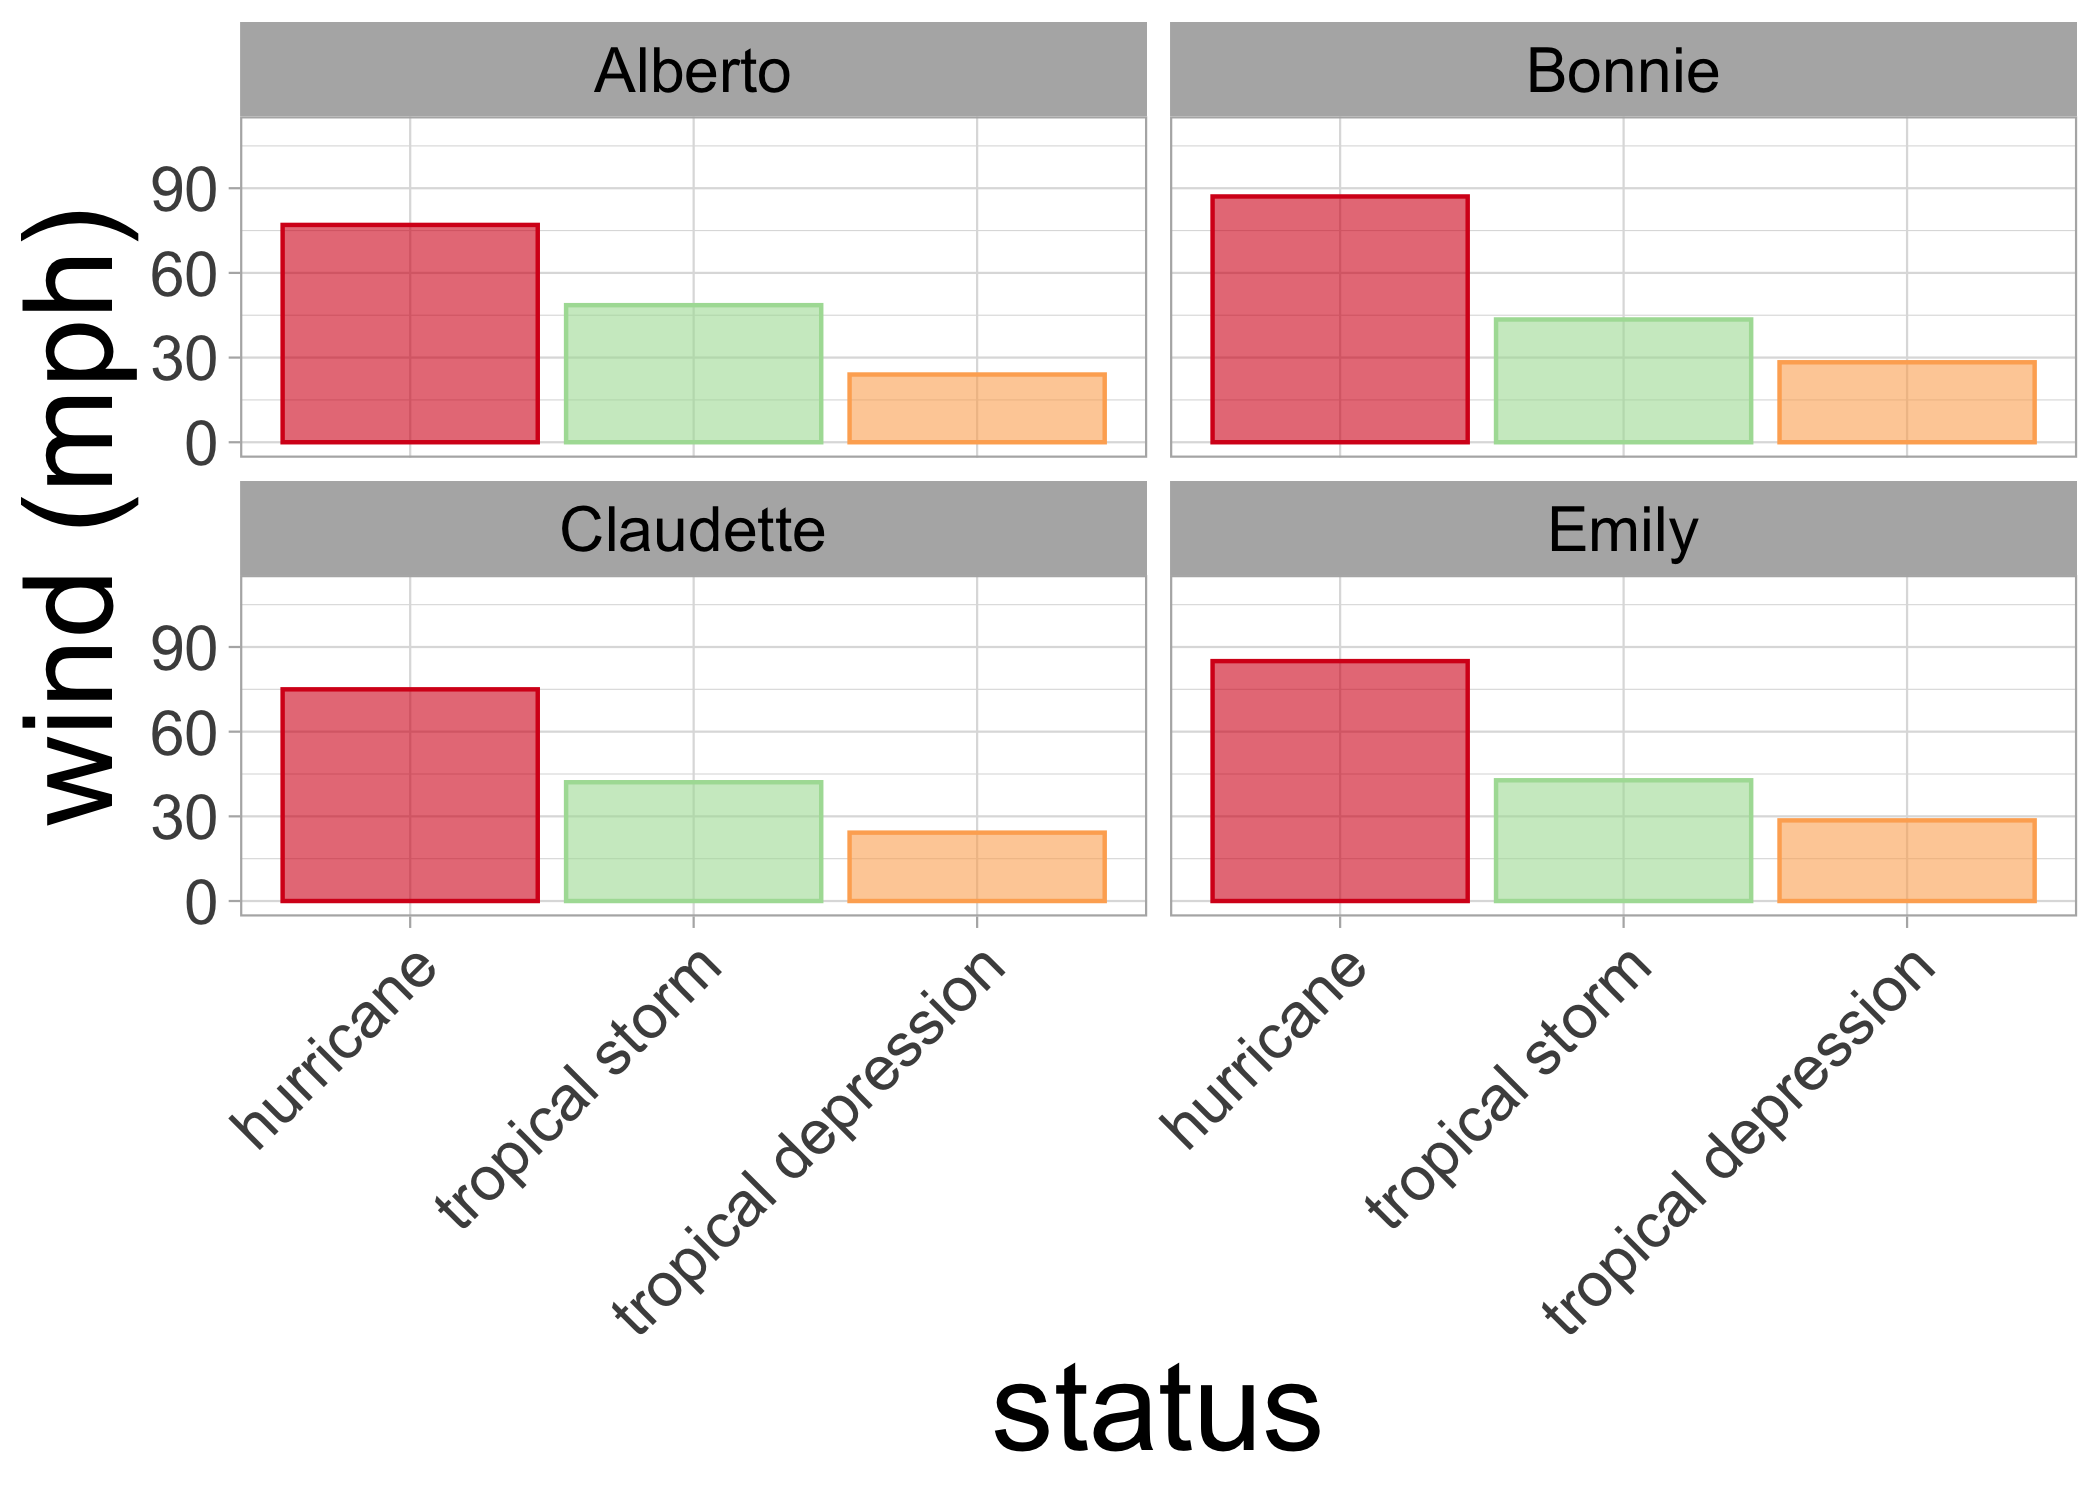 Alberto
Bonnie
90
60
30
0
Claudette
Emily
90
60
30
0
wind (mph)
hurricane
tropical storm
tropical depression
hurricane
tropical storm
tropical depression
status